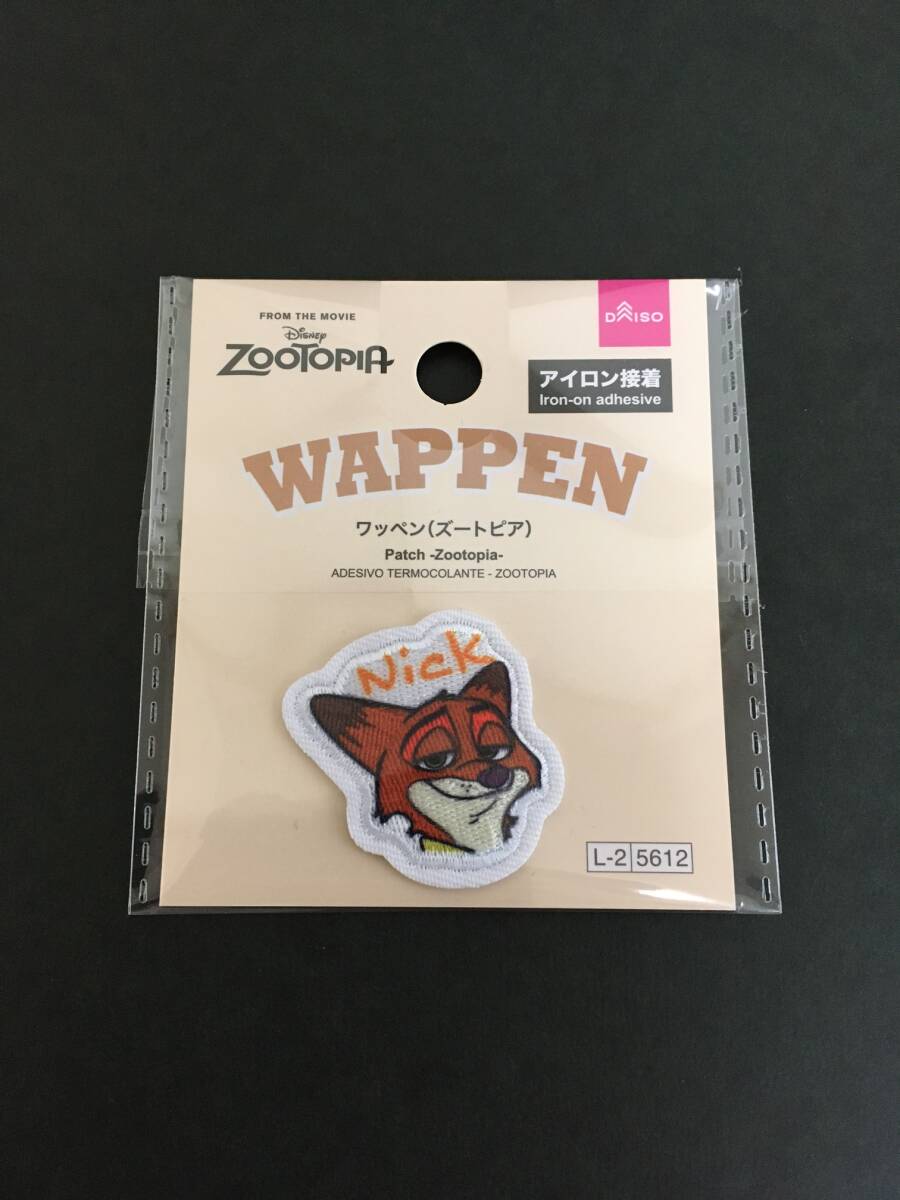 FROM THE MOVIE
Disney
ZOOTOPIA
DAISO
アイロン接着
Iron-on adhesive
WAPPEN
ワッペン(ズートピア)
Patch -Zootopia-
ADESIVO TERMOCOLANTE - ZOOTOPIA
Nick
L-2 5612